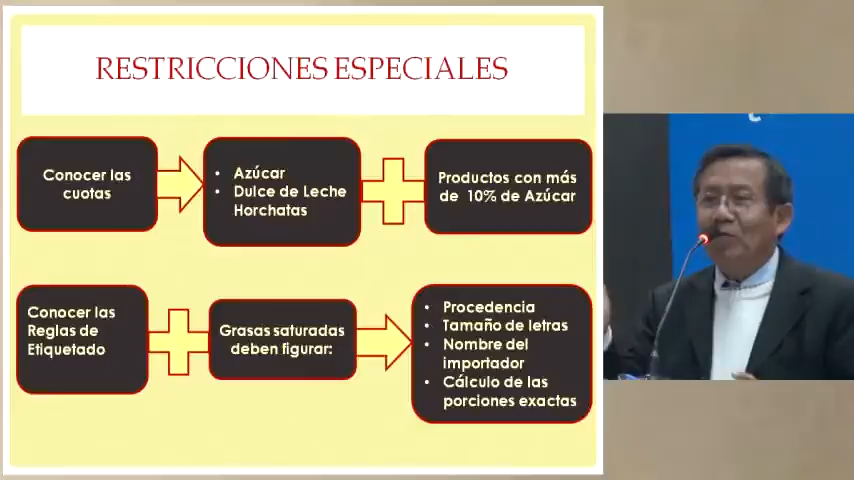 RESTRICCIONES ESPECIALES
Conocer las
cuotas
• Azúcar
• Dulce de Leche
Horchatas
Productos con más
de 10% de Azúcar
Conocer las
Reglas de
Etiquetado
Grasas saturadas
deben figurar:
• Procedencia
• Tamaño de letras
• Nombre del
importador
• Cálculo de las
porciones exactas